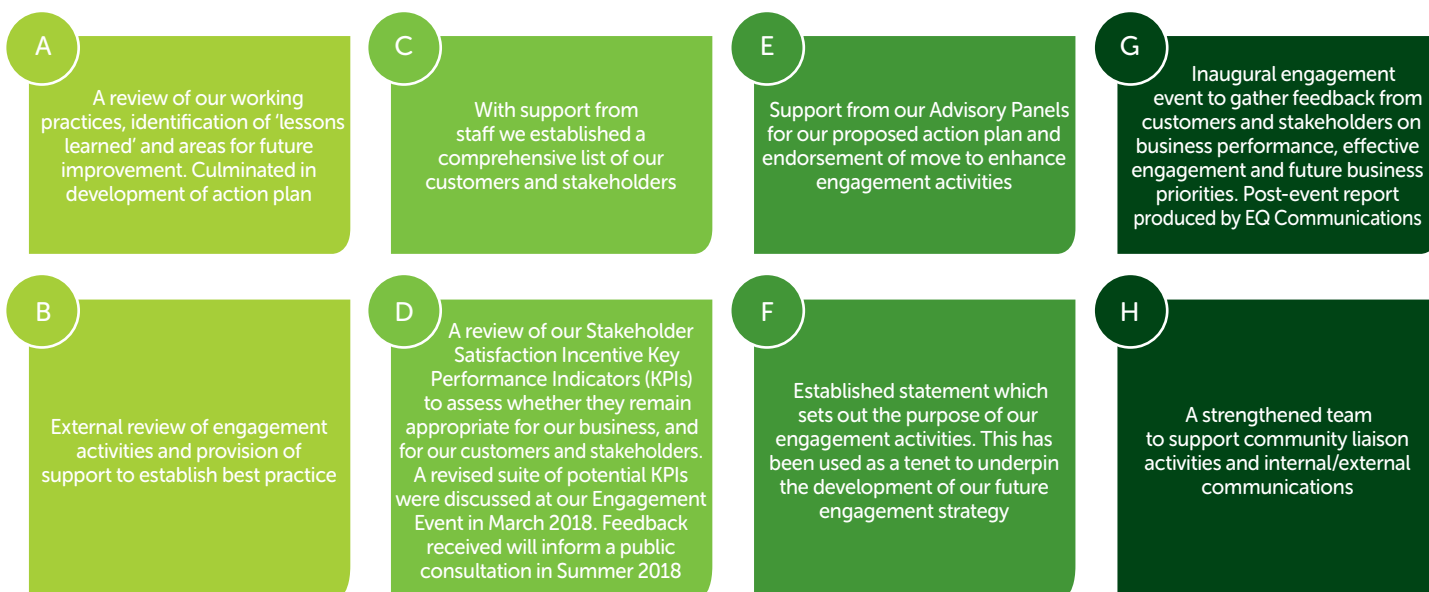 A
A review of our working
practices, identification of ‘lessons
learned’ and areas for future
improvement. Culminated in
development of action plan
B
External review of engagement
activities and provision of
support to establish best practice
C
With support from
staff we established a
comprehensive list of our
customers and stakeholders
D
A review of our Stakeholder
Satisfaction Incentive Key
Performance Indicators (KPIs)
to assess whether they remain
appropriate for our business, and
for our customers and stakeholders.
A revised suite of potential KPIs
were discussed at our Engagement
Event in March 2018. Feedback
received will inform a public
consultation in Summer 2018
E
Support from our Advisory Panels
for our proposed action plan and
endorsement of move to enhance
engagement activities
F
Established statement which
sets out the purpose of our
engagement activities. This has
been used as a tenet to underpin
the development of our future
engagement strategy
G
Inaugural engagement
event to gather feedback from
customers and stakeholders on
business performance, effective
engagement and future business
priorities. Post-event report
produced by EQ Communications
H
A strengthened team
to support community liaison
activities and internal/external
communications